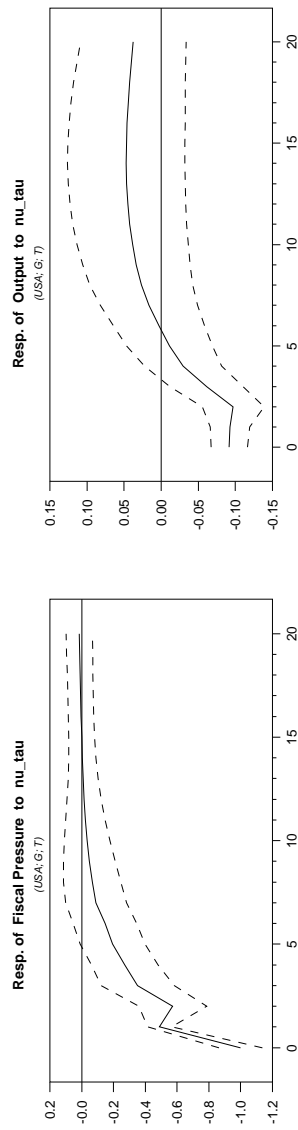 Resp. of Fiscal Pressure to nu_tau
(USA; G; T)
0.2
-0.0
-0.2
-0.4
-0.6
-0.8
-1.0
-1.2
0 5 10 15 20
Resp. of Output to nu_tau
(USA; G; T)
0.15
0.10
0.05
0.00
-0.05
-0.10
-0.15
0 5 10 15 20